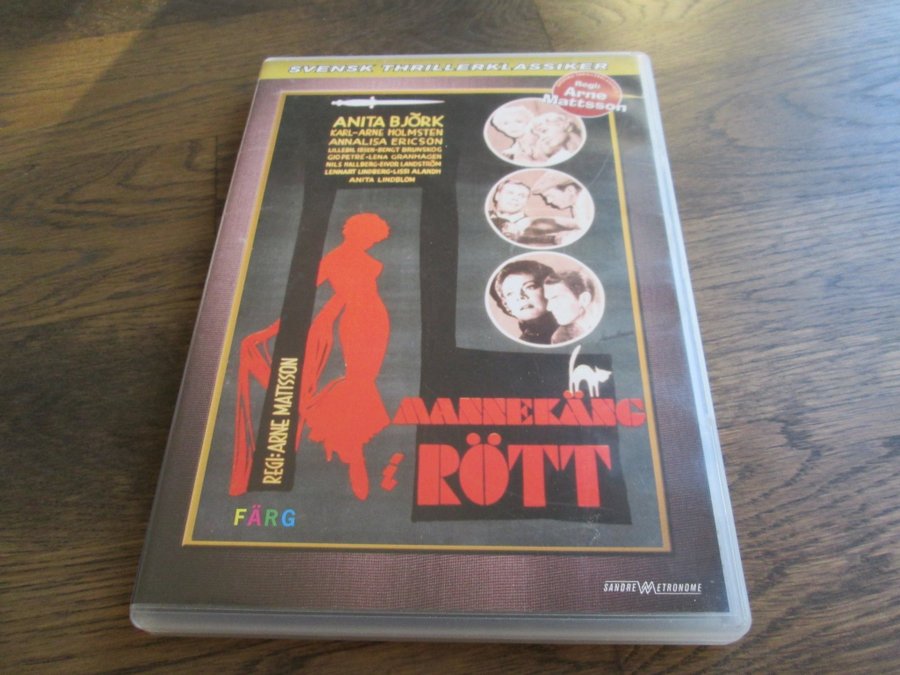 SVENSK THRILLERKLASSIKER
Regi:
Arne
Mattsson
ANITA BJÖRK
KARL-ARNE HOLMSTEN
ANNALISA ERICSON
LILLEBIL IBSEN-BENGT BRUNSKOG
GIO PETRÉ-LENA GRANHAGEN
NILS HALLBERG-EIVOR LANDSTRÖM
LENNART LINDBERG-LISSI ALANDH
ANITA LINDBLOM
REGI: ARNE MATTSSON
MANNEKÄNG
i RÖTT
FÄRG
SANDREW METRONOME